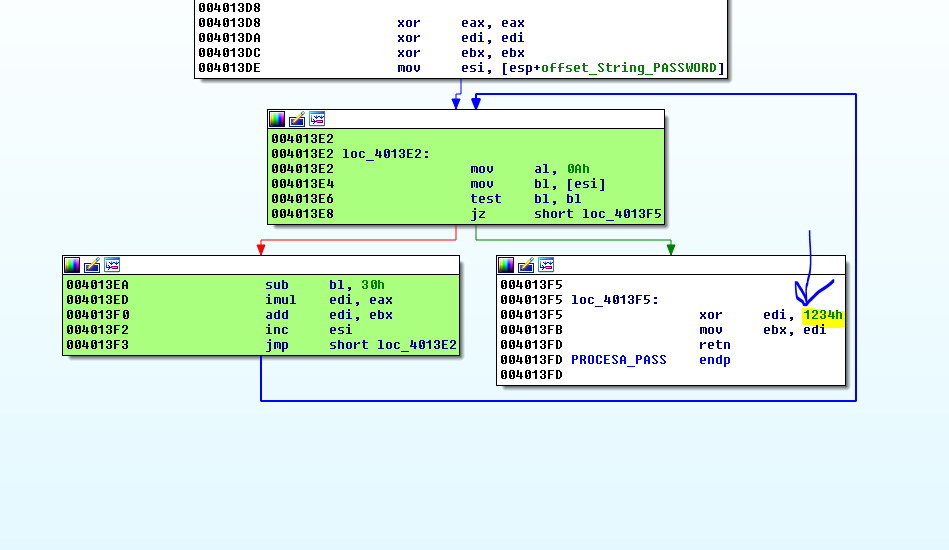 004013D8
004013D8 xor eax, eax
004013DA xor edi, edi
004013DC xor ebx, ebx
004013DE mov esi, [esp+offset_String_PASSWORD]
004013E2
004013E2 loc_4013E2:
004013E2 mov al, 0Ah
004013E4 mov bl, [esi]
004013E6 test bl, bl
004013E8 jz short loc_4013F5
004013EA sub bl, 30h
004013ED imul edi, eax
004013F0 add edi, ebx
004013F2 inc esi
004013F3 jmp short loc_4013E2
004013F5
004013F5 loc_4013F5:
004013F5 xor edi, 1234h
004013FB mov ebx, edi
004013FD retn
004013FD PROCESA_PASS endp
004013FD